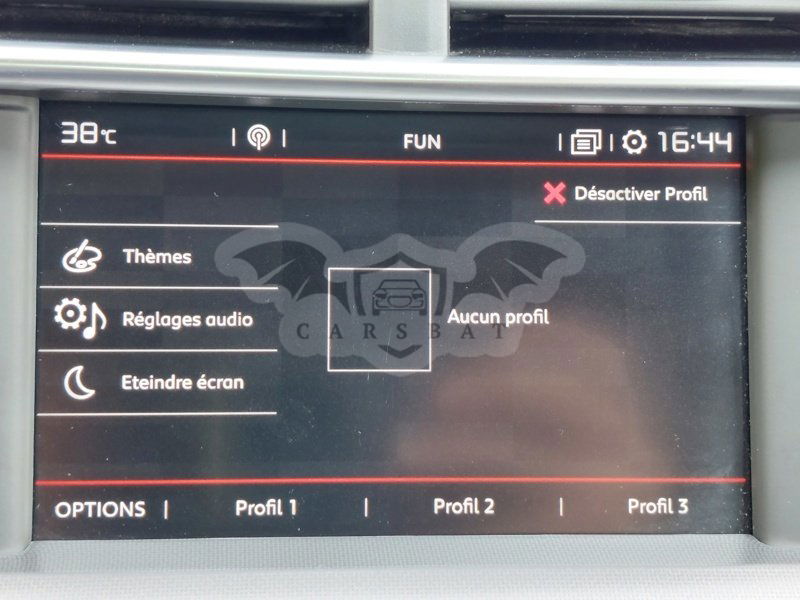 38°C FUN 16:44
Désactiver Profil
Thèmes
Réglages audio
Aucun profil
CARSBAT
Eteindre écran
OPTIONS | Profil 1 | Profil 2 | Profil 3